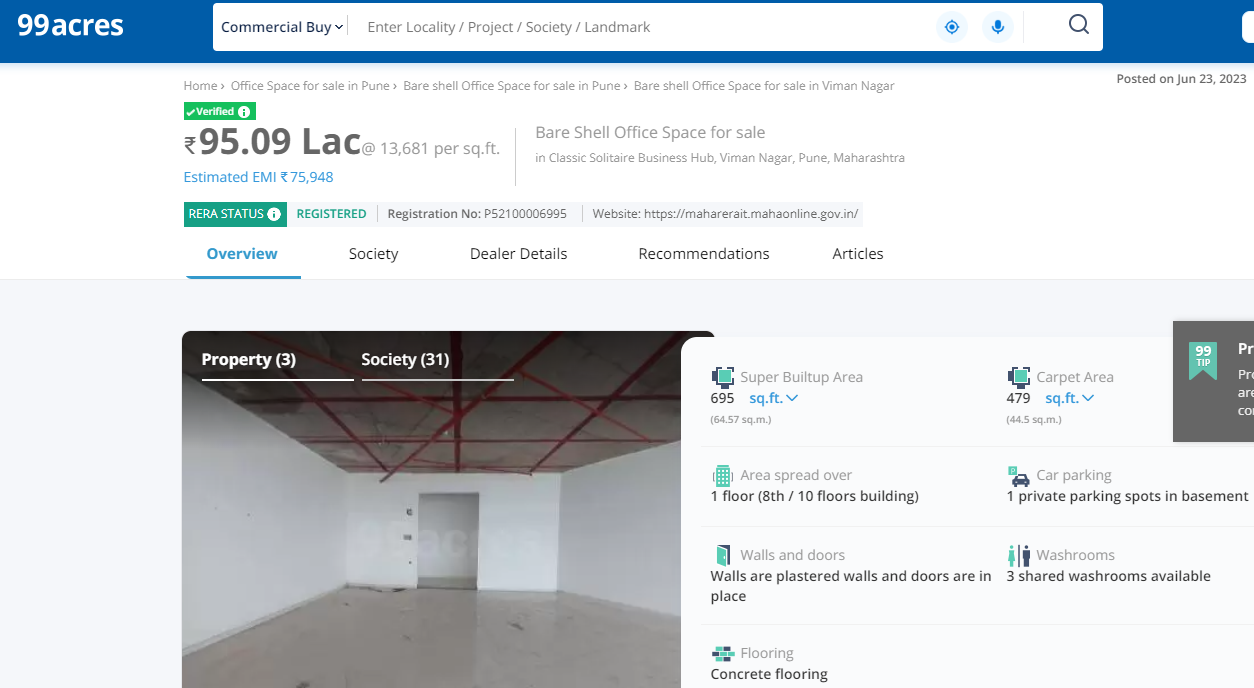 99acres
Commercial Buy
Enter Locality / Project / Society / Landmark
Home › Office Space for sale in Pune › Bare shell Office Space for sale in Pune › Bare shell Office Space for sale in Viman Nagar
Posted on Jun 23, 2023
Verified
₹95.09 Lac @ 13,681 per sq.ft.
Estimated EMI ₹75,948
Bare Shell Office Space for sale
in Classic Solitaire Business Hub, Viman Nagar, Pune, Maharashtra
RERA STATUS REGISTERED Registration No: P52100006995 Website: https://maharerait.mahaonline.gov.in/
Overview Society Dealer Details Recommendations Articles
Property (3) Society (31)
99acres
Super Builtup Area
695 sq.ft.
(64.57 sq.m.)
Carpet Area
479 sq.ft.
(44.5 sq.m.)
Area spread over
1 floor (8th / 10 floors building)
Car parking
1 private parking spots in basement
Walls and doors
Walls are plastered walls and doors are in
place
Washrooms
3 shared washrooms available
Flooring
Concrete flooring
99
TIP
Pr
Pro
are